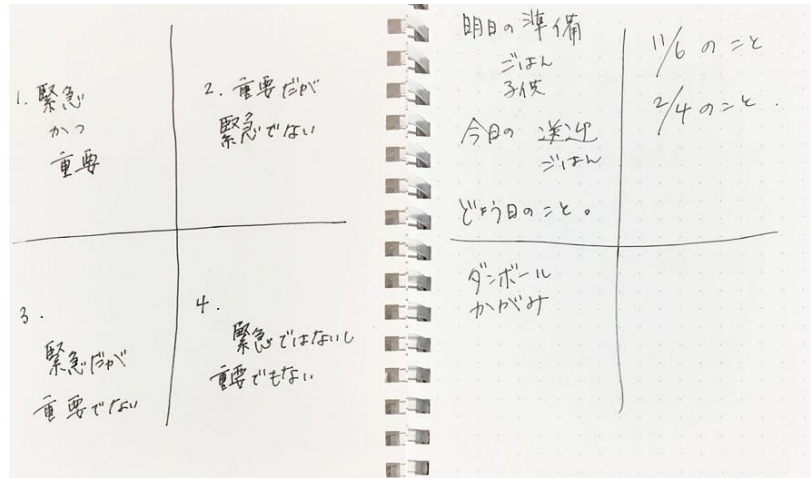 1. 緊急
かつ
重要
2. 重要だが
緊急でない
3.
緊急だが
重要でない
4.
緊急ではないし
重要でもない
明日の準備
ごはん
子供
今日の 送迎
ごはん
どよう日のこと。
11/6 のこと
2/4 のこと.
ダンボール
かがみ